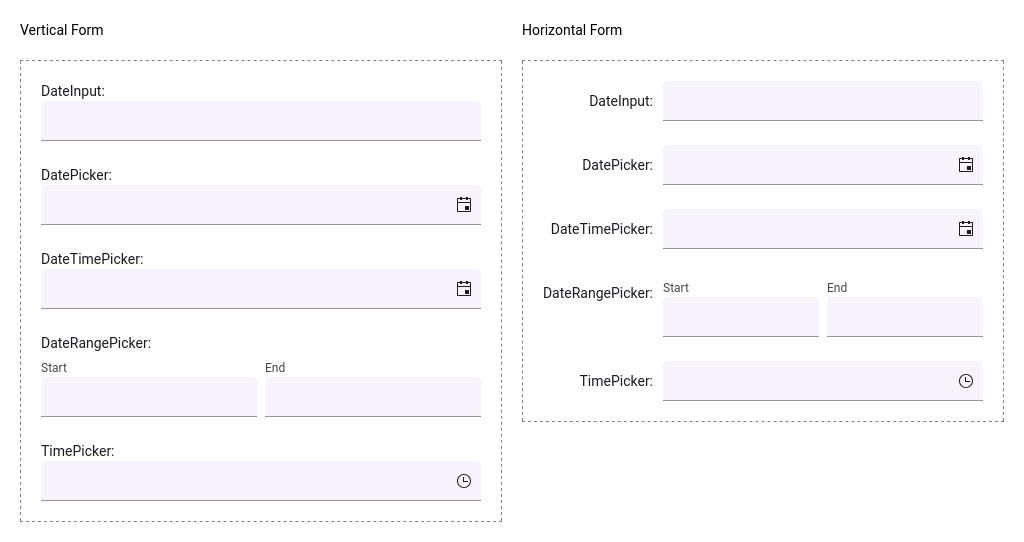 Vertical Form
DateInput:
DatePicker:
DateTimePicker:
DateRangePicker:
Start End
TimePicker:
Horizontal Form
DateInput:
DatePicker:
DateTimePicker:
DateRangePicker: Start End
TimePicker: